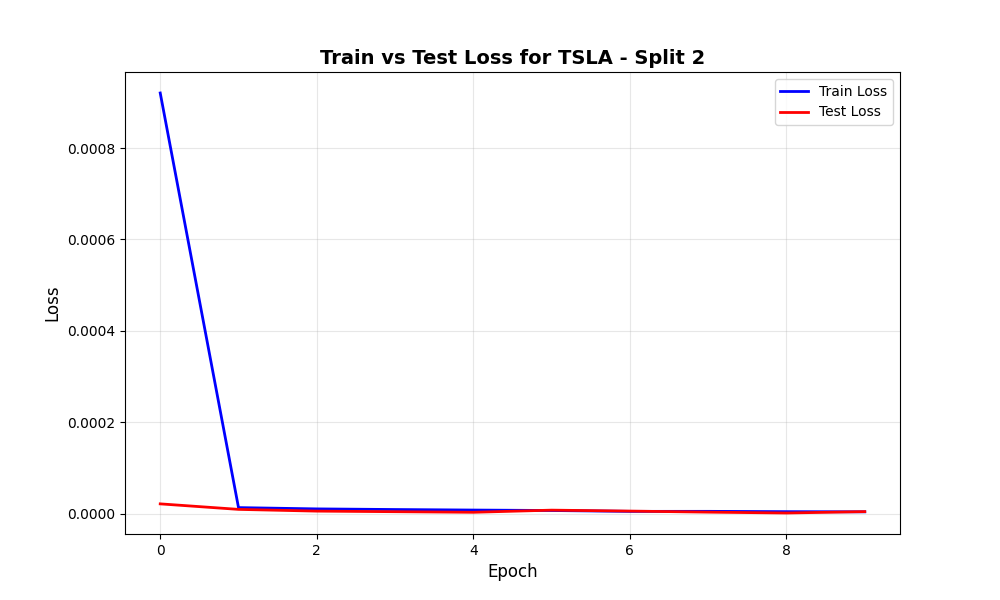 Train vs Test Loss for TSLA - Split 2
Train Loss
Test Loss
0.0008
0.0006
0.0004
0.0002
0.0000
Loss
0 2 4 6 8
Epoch